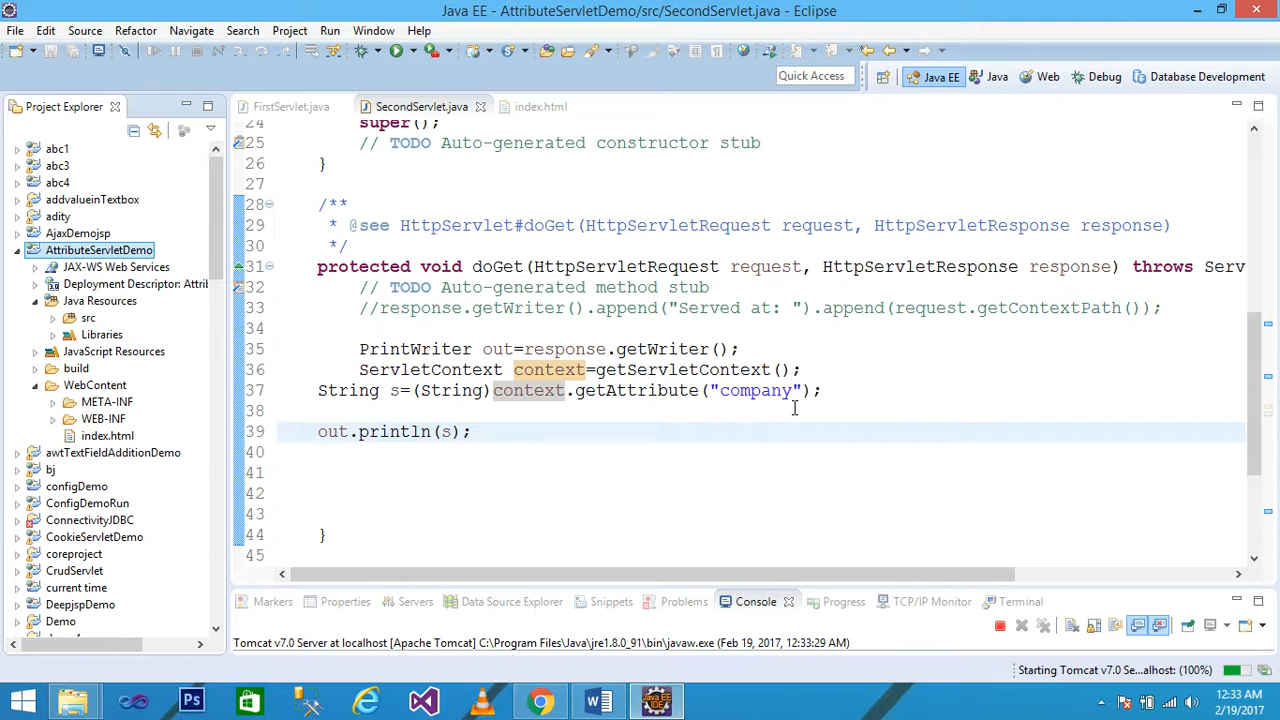 Java EE - AttributeServletDemo/src/SecondServlet.java - Eclipse
File Edit Source Refactor Navigate Search Project Run Window Help
Quick Access
Java EE Java Web Debug Database Development
Project Explorer
FirstServlet.java SecondServlet.java index.html
abc1
abc3
abc4
addvalueinTextbox
adity
AjaxDemojsp
AttributeServletDemo
JAX-WS Web Services
Deployment Descriptor: Attrib
Java Resources
src
Libraries
JavaScript Resources
build
WebContent
META-INF
WEB-INF
index.html
awtTextFieldAdditionDemo
bj
configDemo
ConfigDemoRun
ConnectivityJDBC
CookieServletDemo
coreproject
CrudServlet
current time
DeepjspDemo
Demo
24 super();
25 // TODO Auto-generated constructor stub
26 }
27
28 /**
29 * @see HttpServlet#doGet(HttpServletRequest request, HttpServletResponse response)
30 */
31 protected void doGet(HttpServletRequest request, HttpServletResponse response) throws Serv
32 // TODO Auto-generated method stub
33 //response.getWriter().append("Served at: ").append(request.getContextPath());
34
35 PrintWriter out=response.getWriter();
36 ServletContext context=getServletContext();
37 String s=(String)context.getAttribute("company");
38
39 out.println(s);
40
41
42
43
44 }
45
Markers Properties Servers Data Source Explorer Snippets Problems Console Progress TCP/IP Monitor Terminal
Tomcat v7.0 Server at localhost [Apache Tomcat] C:\Program Files\Java\jre1.8.0_91\bin\javaw.exe (Feb 19, 2017, 12:33:29 AM)
Starting Tomcat v7.0 Se...alhost: (100%)
12:33 AM
2/19/2017